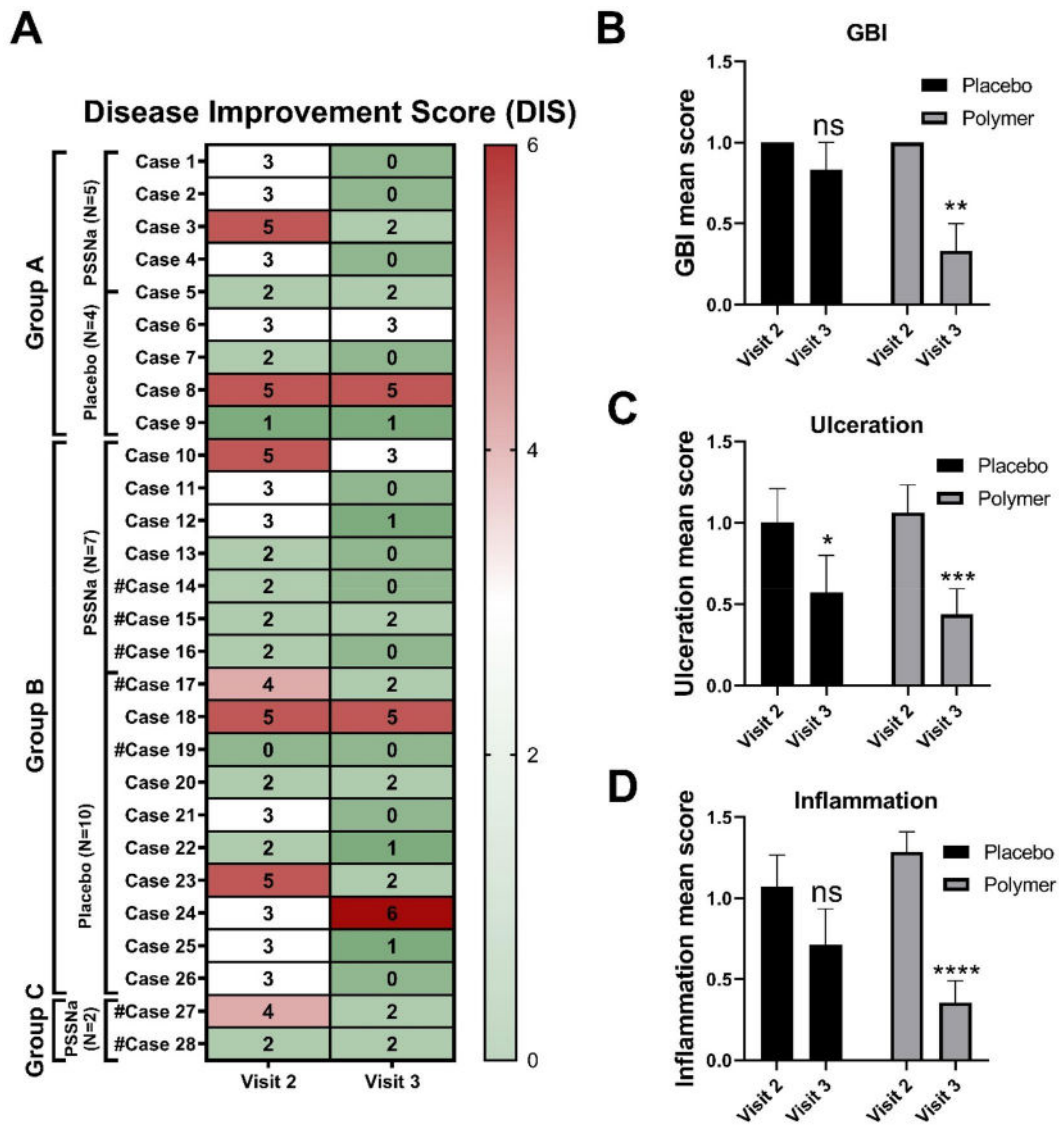 A
Disease Improvement Score (DIS)
Group A
PSSNa (N=5)
Placebo (N=4)
Group B
PSSNa (N=7)
Placebo (N=10)
Group C
PSSNa
(N=2)
Case 1 3 0
Case 2 3 0
Case 3 5 2
Case 4 3 0
Case 5 2 2
Case 6 3 3
Case 7 2 0
Case 8 5 5
Case 9 1 1
Case 10 5 3
Case 11 3 0
Case 12 3 1
Case 13 2 0
#Case 14 2 0
#Case 15 2 2
#Case 16 2 0
#Case 17 4 2
Case 18 5 5
#Case 19 0 0
Case 20 2 2
Case 21 3 0
Case 22 2 1
Case 23 5 2
Case 24 3 6
Case 25 3 1
Case 26 3 0
#Case 27 4 2
#Case 28 2 2
Visit 2 Visit 3
6
4
2
0
B
GBI
Placebo
Polymer
GBI mean score
1.5
1.0
0.5
0.0
ns
**
Visit 2 Visit 3 Visit 2 Visit 3
C
Ulceration
Placebo
Polymer
Ulceration mean score
1.5
1.0
0.5
0.0
*
***
Visit 2 Visit 3 Visit 2 Visit 3
D
Inflammation
Placebo
Polymer
Inflammation mean score
1.5
1.0
0.5
0.0
ns
****
Visit 2 Visit 3 Visit 2 Visit 3